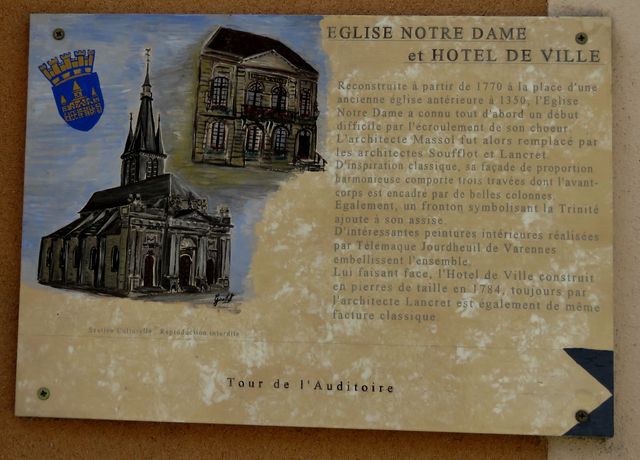 EGLISE NOTRE DAME
et HOTEL DE VILLE
Reconstruite à partir de 1770 à la place d'une
ancienne église antérieure à 1350, l'Eglise
Notre Dame a connu tout d'abord un début
difficile par l'écroulement de son choeur.
L'architecte Massol fut alors remplacé par
les architectes Soufflot et Lancret.
D'inspiration classique, sa façade de proportion
harmonieuse comporte trois travées dont l'avant-
corps est encadré par de belles colonnes.
Egalement, un fronton symbolisant la Trinité
ajoute à son assise.
D'intéressantes peintures intérieures réalisées
par Télémaque Jourdheuil de Varennes
embellissent l'ensemble.
Lui faisant face, l'Hotel de Ville construit
en pierres de taille en 1784, toujours par
l'architecte Lancret est également de même
facture classique.
Station Culturelle Reproduction interdite
Tour de l'Auditoire